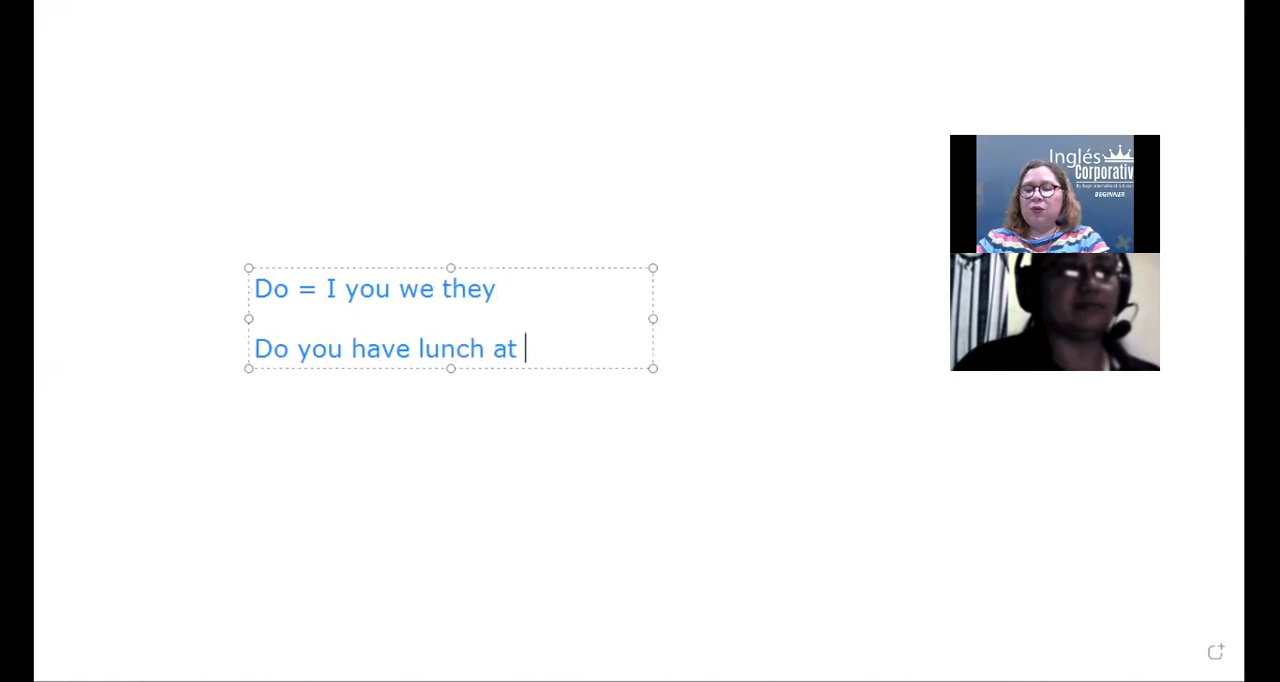 Do = I you we they
Do you have lunch at
Inglés
Corporativ
BEGINNER